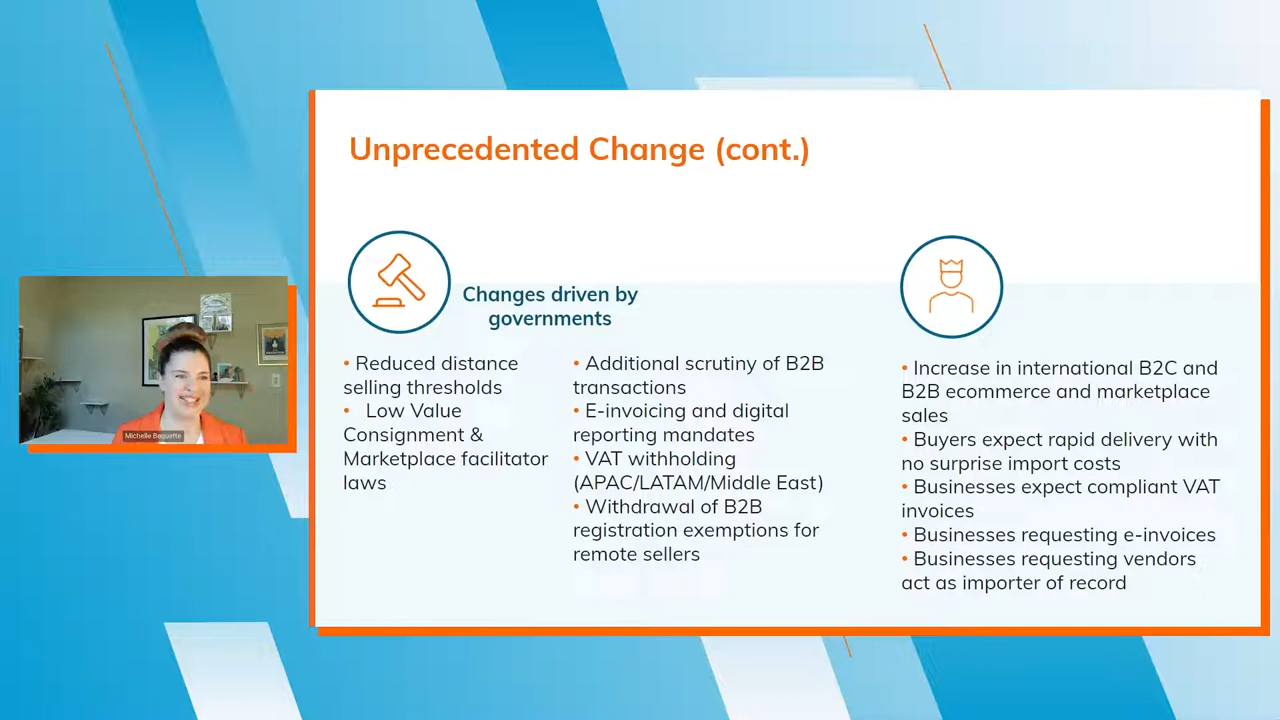 Unprecedented Change (cont.)
Changes driven by
governments
• Reduced distance
selling thresholds
• Low Value
Consignment &
Marketplace facilitator
laws
• Additional scrutiny of B2B
transactions
• E-invoicing and digital
reporting mandates
• VAT withholding
(APAC/LATAM/Middle East)
• Withdrawal of B2B
registration exemptions for
remote sellers
• Increase in international B2C and
B2B ecommerce and marketplace
sales
• Buyers expect rapid delivery with
no surprise import costs
• Businesses expect compliant VAT
invoices
• Businesses requesting e-invoices
• Businesses requesting vendors
act as importer of record
Michelle Bequette